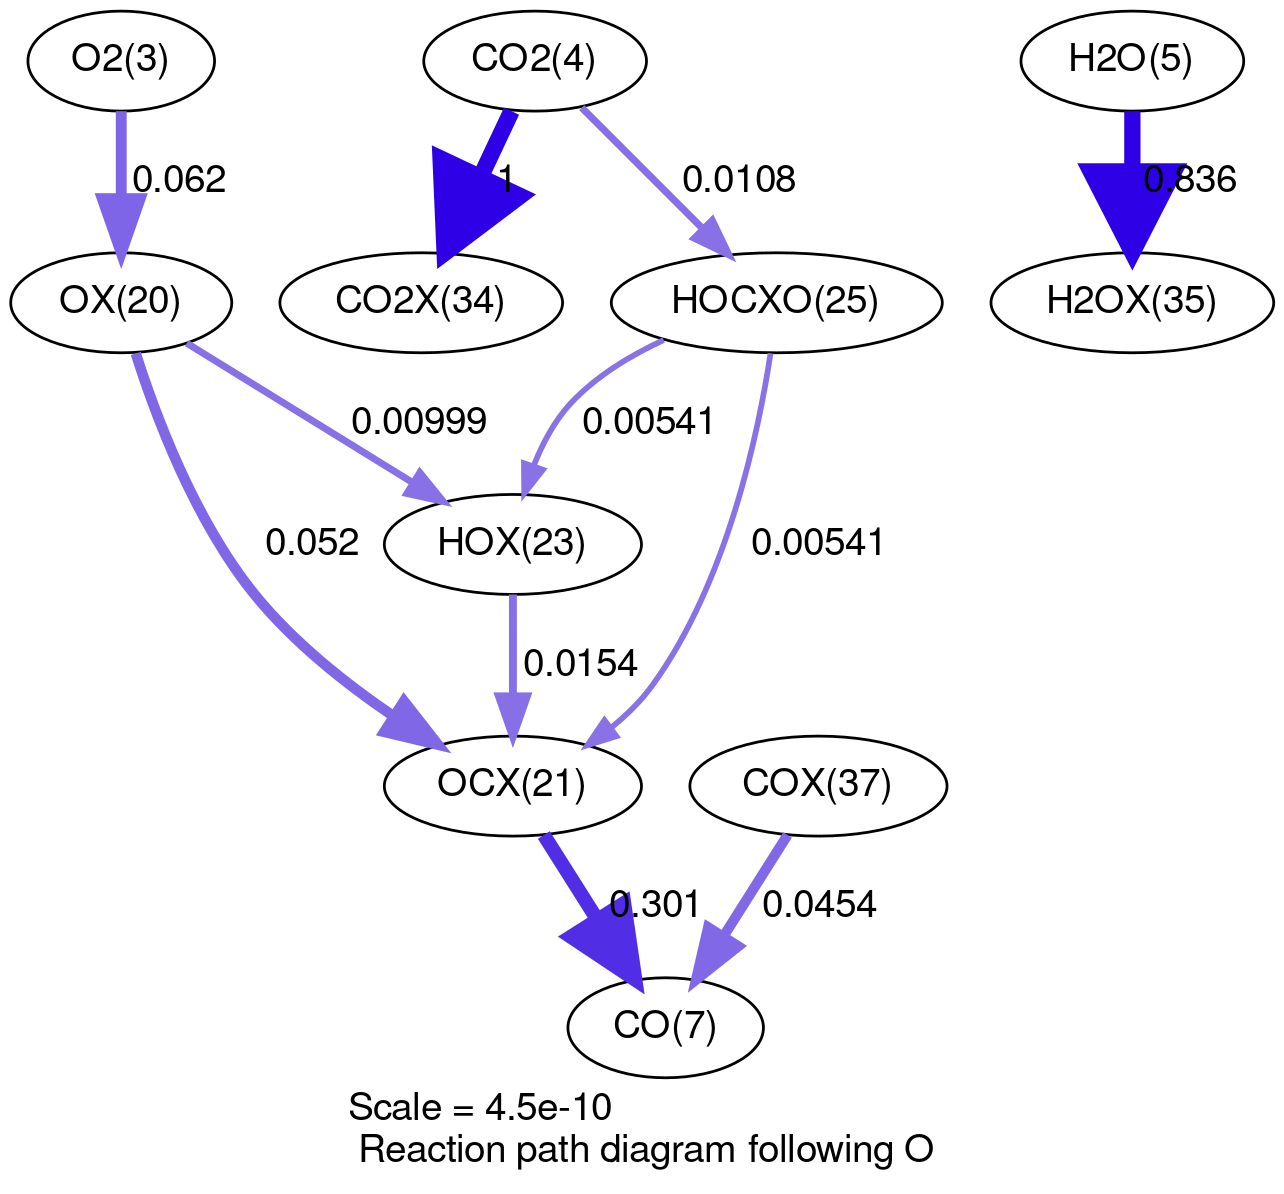 O2(3)
CO2(4)
H2O(5)
0.062
1
0.0108
0.836
OX(20)
CO2X(34)
HOCXO(25)
H2OX(35)
0.00999
0.00541
0.052
HOX(23)
0.00541
0.0154
OCX(21)
COX(37)
0.301
0.0454
CO(7)
Scale = 4.5e-10
Reaction path diagram following O